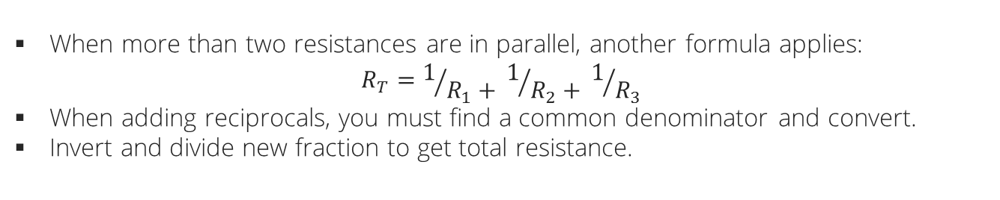 ▪ When more than two resistances are in parallel, another formula applies:
R_T = 1/R_1 + 1/R_2 + 1/R_3
▪ When adding reciprocals, you must find a common denominator and convert.
▪ Invert and divide new fraction to get total resistance.